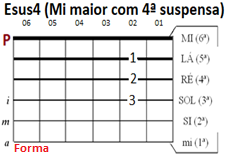 Esus4 (Mi maior com 4ª suspensa)
06 05 04 03 02 01
P MI (6ª)
1 LÁ (5ª)
2 RÉ (4ª)
i 3 SOL (3ª)
m SI (2ª)
a mi (1ª)
Forma